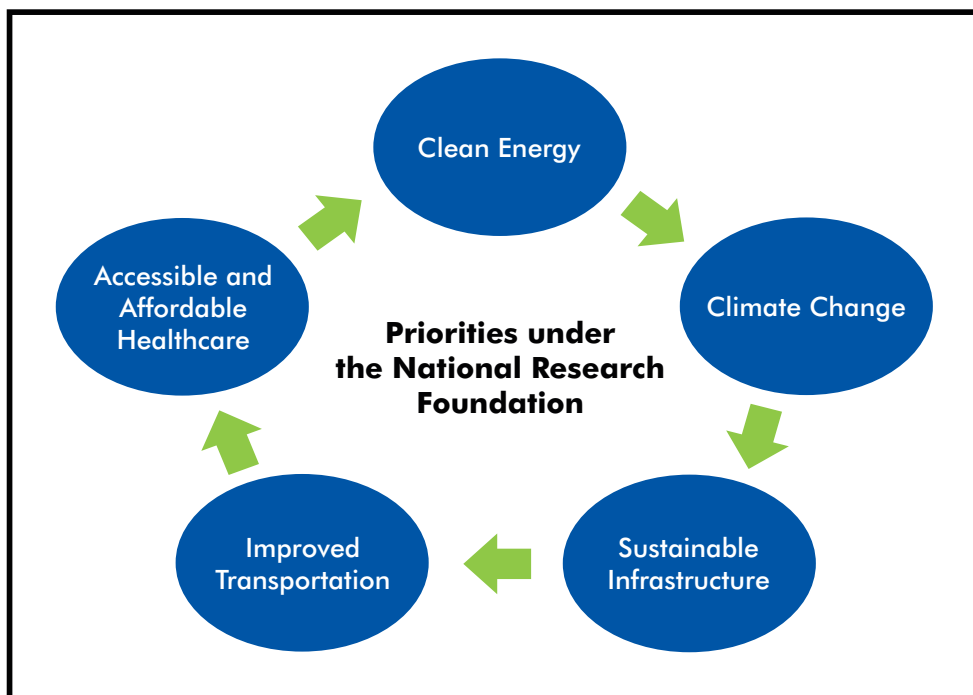 Clean Energy
Climate Change
Sustainable
Infrastructure
Improved
Transportation
Accessible and
Affordable
Healthcare
Priorities under
the National Research
Foundation